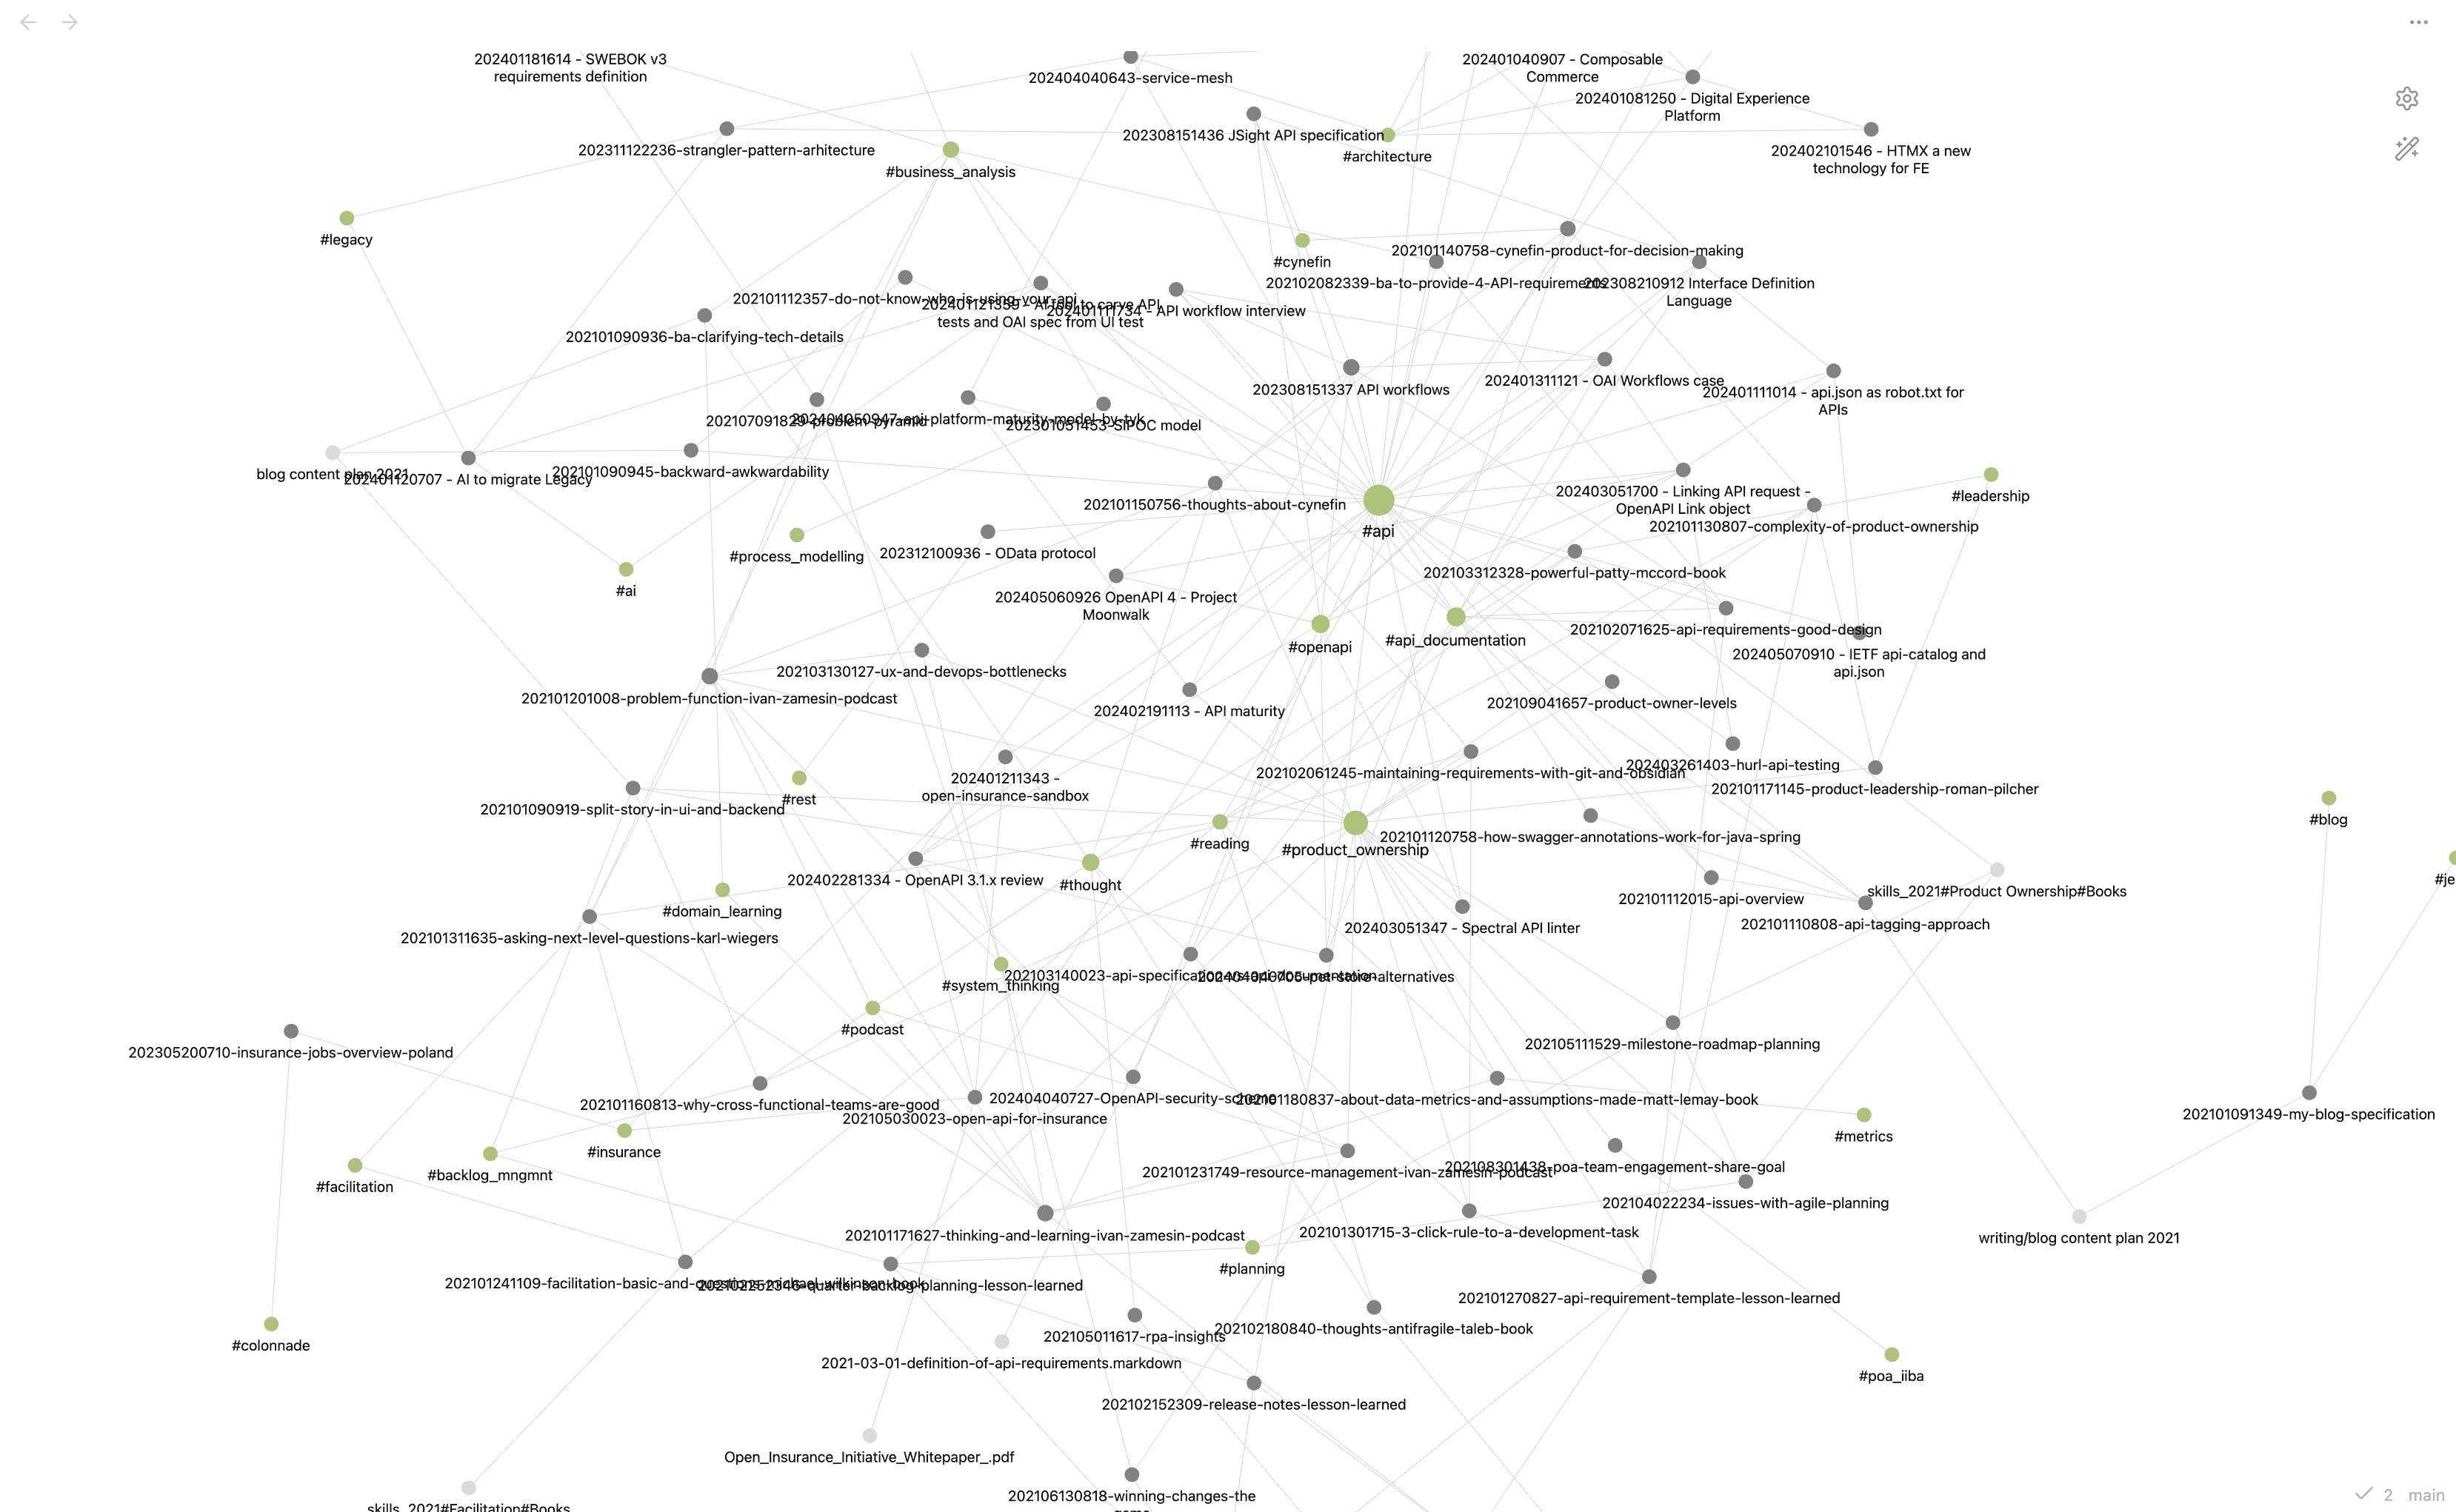 202401181614 - SWEBOK v3
requirements definition
202404040643-service-mesh
202401040907 - Composable
Commerce
202401081250 - Digital Experience
Platform
202311122236-strangler-pattern-arhitecture
202308151436 JSight API specification
#architecture
202402101546 - HTMX a new
technology for FE
#business_analysis
#legacy
#cynefin
202101140758-cynefin-product-for-decision-making
202102082339-ba-to-provide-4-API-requirements
202308210912 Interface Definition
Language
202101112357-do-not-know-who-is-using-your-api
202401121359 - AI tool to carve API
tests and OAI spec from UI test
202401111734 - API workflow interview
202101090936-ba-clarifying-tech-details
202308151337 API workflows
202401311121 - OAI Workflows case
202401111014 - api.json as robot.txt for
APIs
202107091829-problem-pyramid
202404050947-api-platform-maturity-model-by-tyk
202301051453-SIPOC model
blog content plan 2021
202401120707 - AI to migrate Legacy
202101090945-backward-awkwardability
202101150756-thoughts-about-cynefin
#api
202403051700 - Linking API request -
OpenAPI Link object
#leadership
202101130807-complexity-of-product-ownership
#process_modelling
202312100936 - OData protocol
202103312328-powerful-patty-mccord-book
#ai
202405060926 OpenAPI 4 - Project
Moonwalk
#openapi
#api_documentation
202102071625-api-requirements-good-design
202405070910 - IETF api-catalog and
api.json
202103130127-ux-and-devops-bottlenecks
202101201008-problem-function-ivan-zamesin-podcast
202402191113 - API maturity
202109041657-product-owner-levels
202401211343 -
open-insurance-sandbox
202102061245-maintaining-requirements-with-git-and-obsidian
202403261403-hurl-api-testing
202101171145-product-leadership-roman-pilcher
#rest
202101090919-split-story-in-ui-and-backend
#reading
#product_ownership
202101120758-how-swagger-annotations-work-for-java-spring
#blog
202402281334 - OpenAPI 3.1.x review
#thought
#je
skills_2021#Product Ownership#Books
202101112015-api-overview
#domain_learning
202101110808-api-tagging-approach
202101311635-asking-next-level-questions-karl-wiegers
202403051347 - Spectral API linter
#system_thinking
202103140023-api-specification-vs-api-documentation
202404040705-pet-store-alternatives
#podcast
202305200710-insurance-jobs-overview-poland
202105111529-milestone-roadmap-planning
202101160813-why-cross-functional-teams-are-good
202404040727-OpenAPI-security-scheme
202101180837-about-data-metrics-and-assumptions-made-matt-lemay-book
202105030023-open-api-for-insurance
202101091349-my-blog-specification
#metrics
#insurance
#facilitation
#backlog_mngmnt
202101231749-resource-management-ivan-zamesin-podcast
202108301438-poa-team-engagement-share-goal
202104022234-issues-with-agile-planning
202101171627-thinking-and-learning-ivan-zamesin-podcast
202101301715-3-click-rule-to-a-development-task
writing/blog content plan 2021
#planning
202101241109-facilitation-basic-and-questions-michael-wilkinson-book
202102252346-quarter-backlog-planning-lesson-learned
202101270827-api-requirement-template-lesson-learned
#colonnade
202105011617-rpa-insights
202102180840-thoughts-antifragile-taleb-book
2021-03-01-definition-of-api-requirements.markdown
#poa_iiba
202102152309-release-notes-lesson-learned
Open_Insurance_Initiative_Whitepaper_.pdf
202106130818-winning-changes-the
skills_2021#Facilitation#Books
2 main